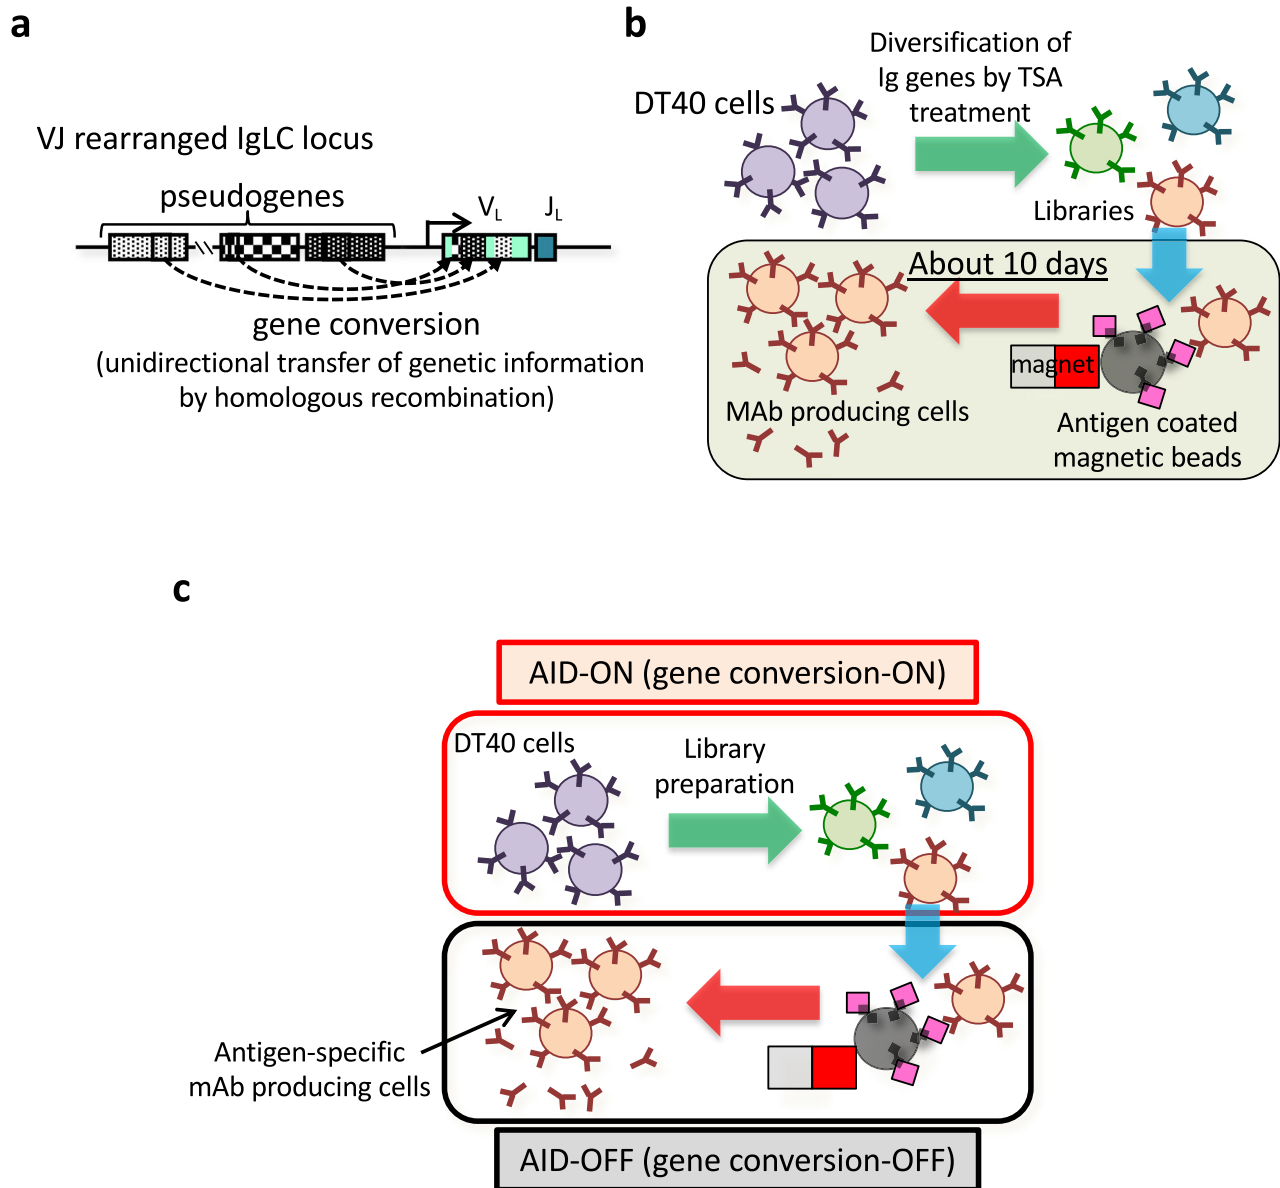 a
VJ rearranged IgLC locus
pseudogenes
VL
JL
gene conversion
(unidirectional transfer of genetic information
by homologous recombination)
b
DT40 cells
Diversification of
Ig genes by TSA
treatment
Libraries
About 10 days
magnet
MAb producing cells
Antigen coated
magnetic beads
c
AID-ON (gene conversion-ON)
DT40 cells
Library
preparation
Antigen-specific
mAb producing cells
AID-OFF (gene conversion-OFF)